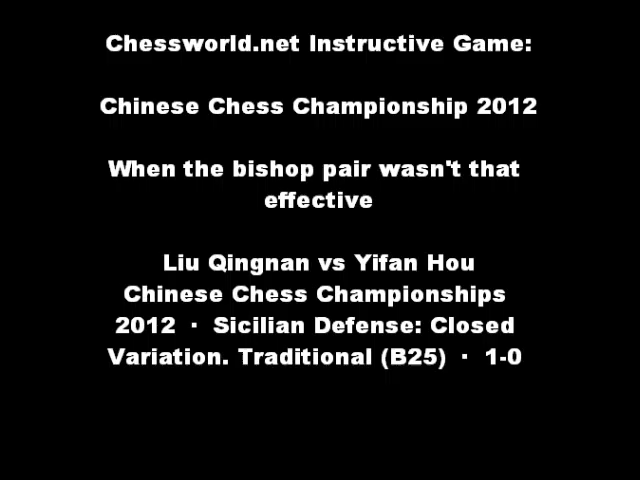 Chessworld.net Instructive Game:
Chinese Chess Championship 2012
When the bishop pair wasn't that
effective
Liu Qingnan vs Yifan Hou
Chinese Chess Championships
2012 · Sicilian Defense: Closed
Variation. Traditional (B25) · 1-0